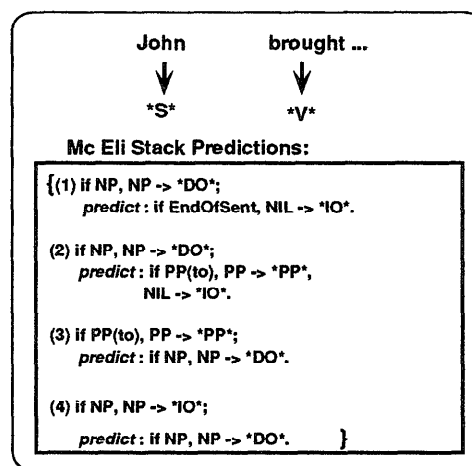 John brought ...
*S* *V*
Mc Eli Stack Predictions:
{(1) if NP, NP -> *DO*;
predict : if EndOfSent, NIL -> *IO*.
(2) if NP, NP -> *DO*;
predict : if PP(to), PP -> *PP*,
NIL -> *IO*.
(3) if PP(to), PP -> *PP*;
predict : if NP, NP -> *DO*.
(4) if NP, NP -> *IO*;
predict : if NP, NP -> *DO*. }